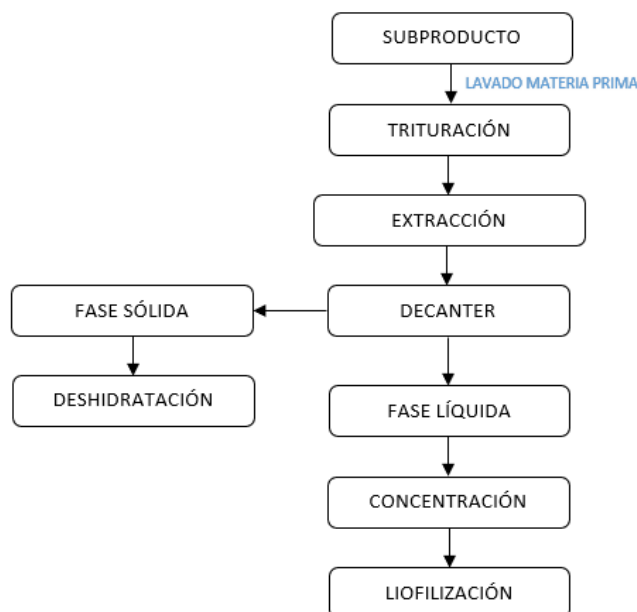 SUBPRODUCTO
LAVADO MATERIA PRIMA
TRITURACIÓN
EXTRACCIÓN
FASE SÓLIDA
DECANTER
DESHIDRATACIÓN
FASE LÍQUIDA
CONCENTRACIÓN
LIOFILIZACIÓN